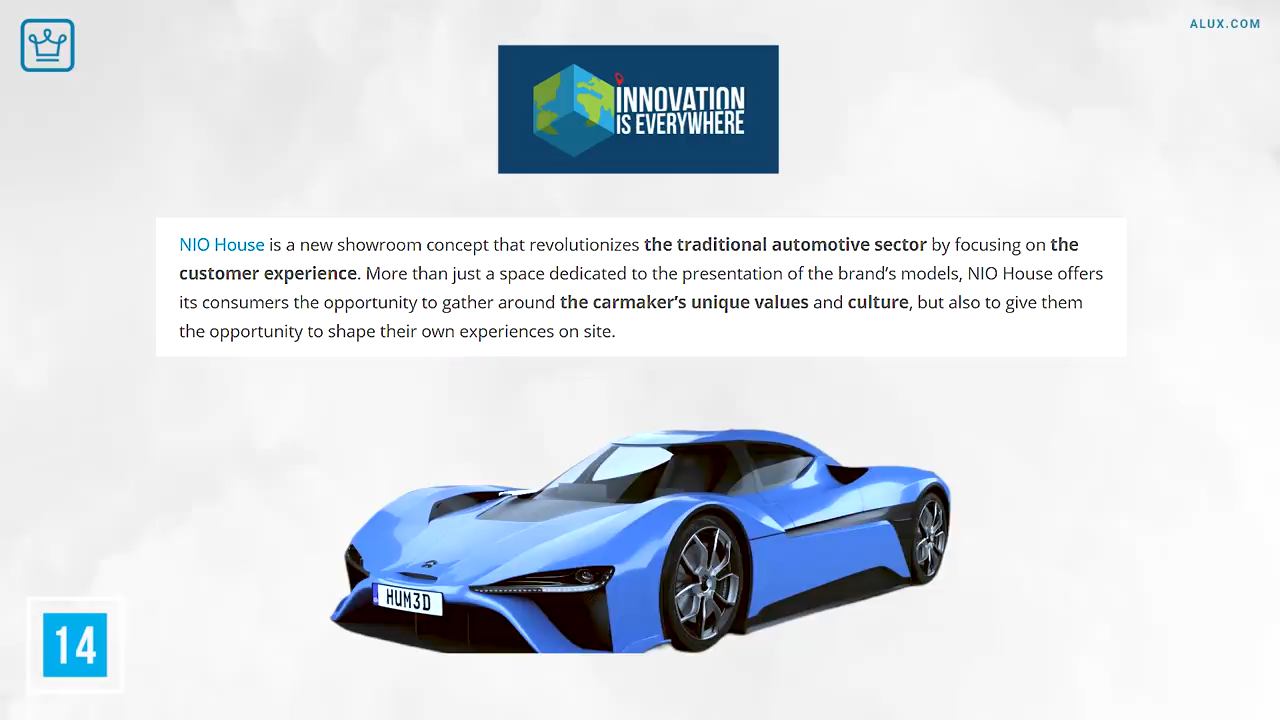 ALUX.COM
INNOVATION
IS EVERYWHERE
NIO House is a new showroom concept that revolutionizes the traditional automotive sector by focusing on the
customer experience. More than just a space dedicated to the presentation of the brand’s models, NIO House offers
its consumers the opportunity to gather around the carmaker’s unique values and culture, but also to give them
the opportunity to shape their own experiences on site.
HUM3D
14